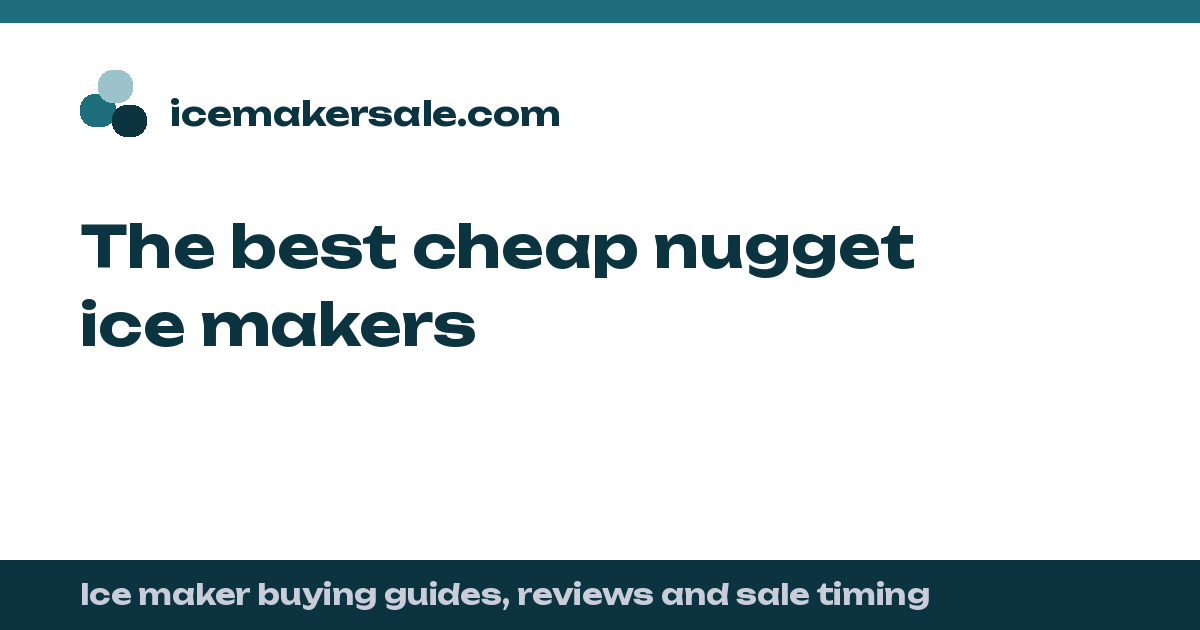 icemakersale.com
The best cheap nugget
ice makers
Ice maker buying guides, reviews and sale timing